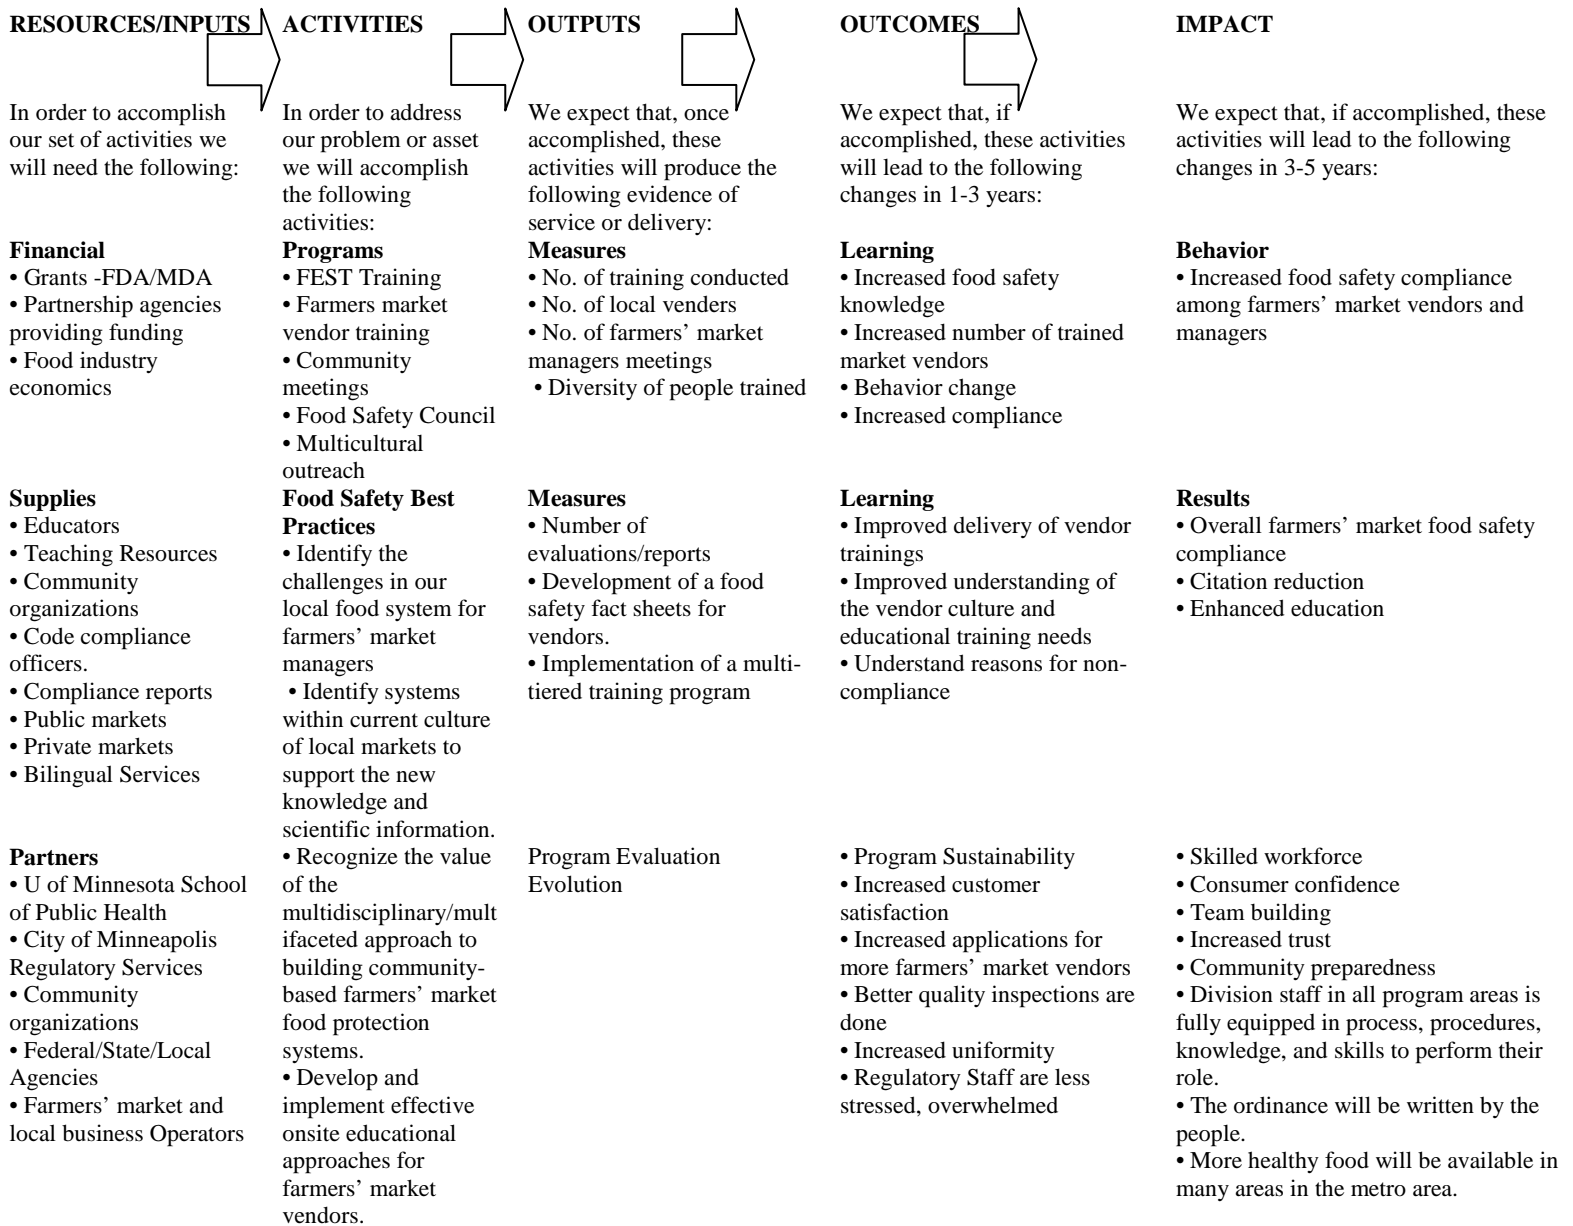 RESOURCES/INPUTS
ACTIVITIES
OUTPUTS
OUTCOMES
IMPACT
In order to accomplish
our set of activities we
will need the following:
In order to address
our problem or asset
we will accomplish
the following
activities:
We expect that, once
accomplished, these
activities will produce the
following evidence of
service or delivery:
We expect that, if
accomplished, these activities
will lead to the following
changes in 1-3 years:
We expect that, if accomplished, these
activities will lead to the following
changes in 3-5 years:
Financial
• Grants -FDA/MDA
• Partnership agencies
providing funding
• Food industry
economics
Programs
• FEST Training
• Farmers market
vendor training
• Community
meetings
• Food Safety Council
• Multicultural
outreach
Measures
• No. of training conducted
• No. of local venders
• No. of farmers’ market
managers meetings
• Diversity of people trained
Learning
• Increased food safety
knowledge
• Increased number of trained
market vendors
• Behavior change
• Increased compliance
Behavior
• Increased food safety compliance
among farmers’ market vendors and
managers
Supplies
• Educators
• Teaching Resources
• Community
organizations
• Code compliance
officers.
• Compliance reports
• Public markets
• Private markets
• Bilingual Services
Food Safety Best
Practices
• Identify the
challenges in our
local food system for
farmers’ market
managers
• Identify systems
within current culture
of local markets to
support the new
knowledge and
scientific information.
Measures
• Number of
evaluations/reports
• Development of a food
safety fact sheets for
vendors.
• Implementation of a multi-
tiered training program
Learning
• Improved delivery of vendor
trainings
• Improved understanding of
the vendor culture and
educational training needs
• Understand reasons for non-
compliance
Results
• Overall farmers’ market food safety
compliance
• Citation reduction
• Enhanced education
Partners
• U of Minnesota School
of Public Health
• City of Minneapolis
Regulatory Services
• Community
organizations
• Federal/State/Local
Agencies
• Farmers’ market and
local business Operators
• Recognize the value
of the
multidisciplinary/mult
ifaceted approach to
building community-
based farmers’ market
food protection
systems.
• Develop and
implement effective
onsite educational
approaches for
farmers’ market
vendors.
Program Evaluation
Evolution
• Program Sustainability
• Increased customer
satisfaction
• Increased applications for
more farmers’ market vendors
• Better quality inspections are
done
• Increased uniformity
• Regulatory Staff are less
stressed, overwhelmed
• Skilled workforce
• Consumer confidence
• Team building
• Increased trust
• Community preparedness
• Division staff in all program areas is
fully equipped in process, procedures,
knowledge, and skills to perform their
role.
• The ordinance will be written by the
people.
• More healthy food will be available in
many areas in the metro area.